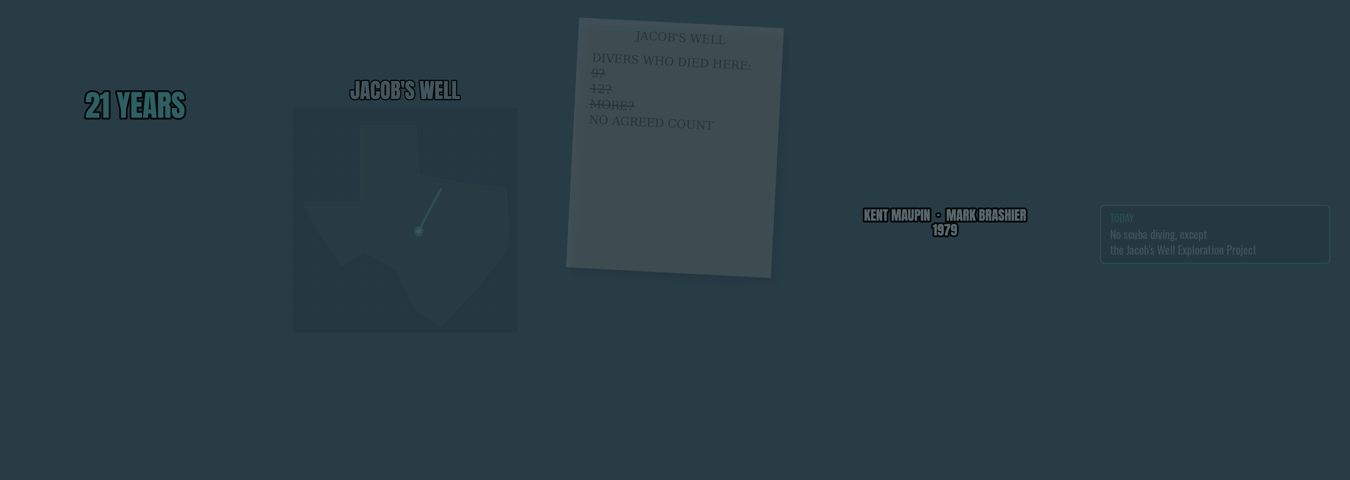 21 YEARS
JACOB'S WELL
JACOB'S WELL
DIVERS WHO DIED HERE:
9?
12?
MORE?
NO AGREED COUNT
KENT MAUPIN · MARK BRASHIER
1979
TODAY
No scuba diving, except
the Jacob's Well Exploration Project